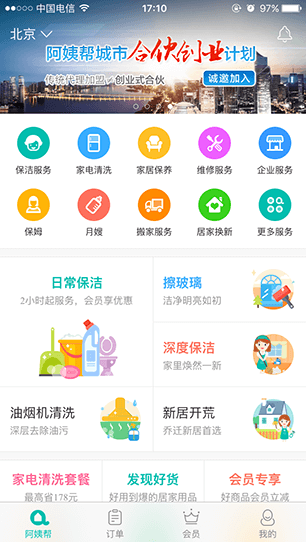 中国电信
17:10
北京
阿姨帮城市合伙创业计划
传统代理加盟 创业式合伙
诚邀加入
保洁服务
家电清洗
家居保养
维修服务
企业服务
保姆
月嫂
搬家服务
居家换新
更多服务
日常保洁
2小时起服务，会员享优惠
擦玻璃
洁净明亮如初
深度保洁
家里焕然一新
油烟机清洗
深层去除油污
新居开荒
乔迁新居首选
家电清洗套餐
最高省178元
发现好货
好用到爆的居家用品
会员专享
好商品会员立减
阿姨帮
订单
会员
我的